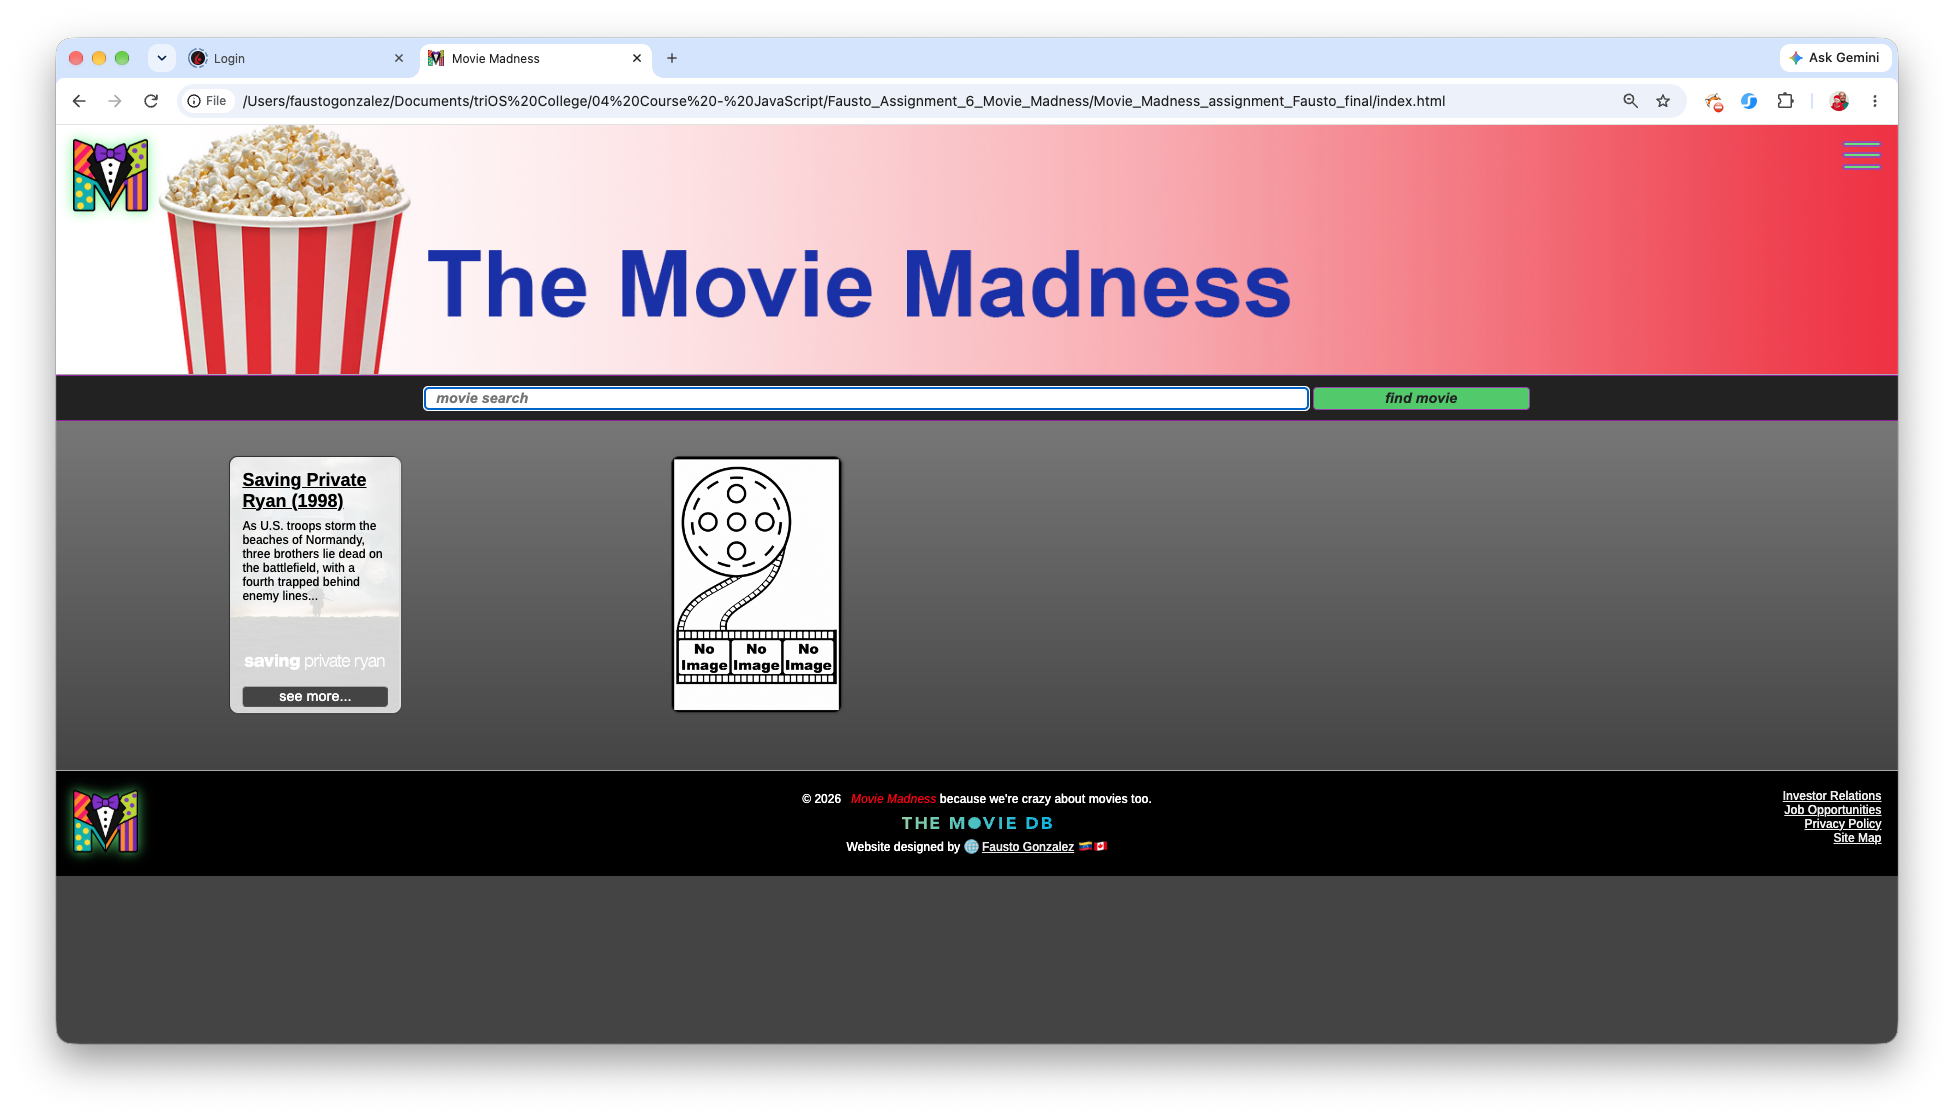 Login
Movie Madness
Ask Gemini
File
/Users/faustogonzalez/Documents/triOS%20College/04%20Course%20-%20JavaScript/Fausto_Assignment_6_Movie_Madness/Movie_Madness_assignment_Fausto_final/index.html
The Movie Madness
movie search
find movie
Saving Private
Ryan (1998)
As U.S. troops storm the
beaches of Normandy,
three brothers lie dead on
the battlefield, with a
fourth trapped behind
enemy lines...
saving private ryan
see more...
No No No
Image Image Image
© 2026 Movie Madness because we're crazy about movies too.
THE MOVIE DB
Website designed by Fausto Gonzalez
Investor Relations
Job Opportunities
Privacy Policy
Site Map